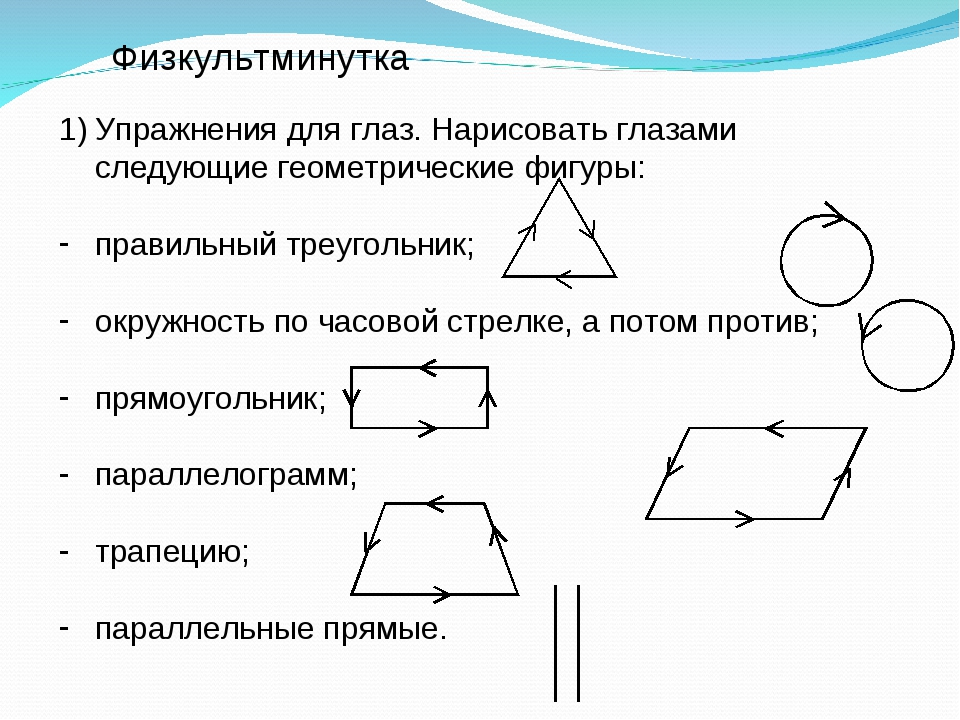 Физкультминутка
1) Упражнения для глаз. Нарисовать глазами
следующие геометрические фигуры:
- правильный треугольник;
- окружность по часовой стрелке, а потом против;
- прямоугольник;
- параллелограмм;
- трапецию;
- параллельные прямые.